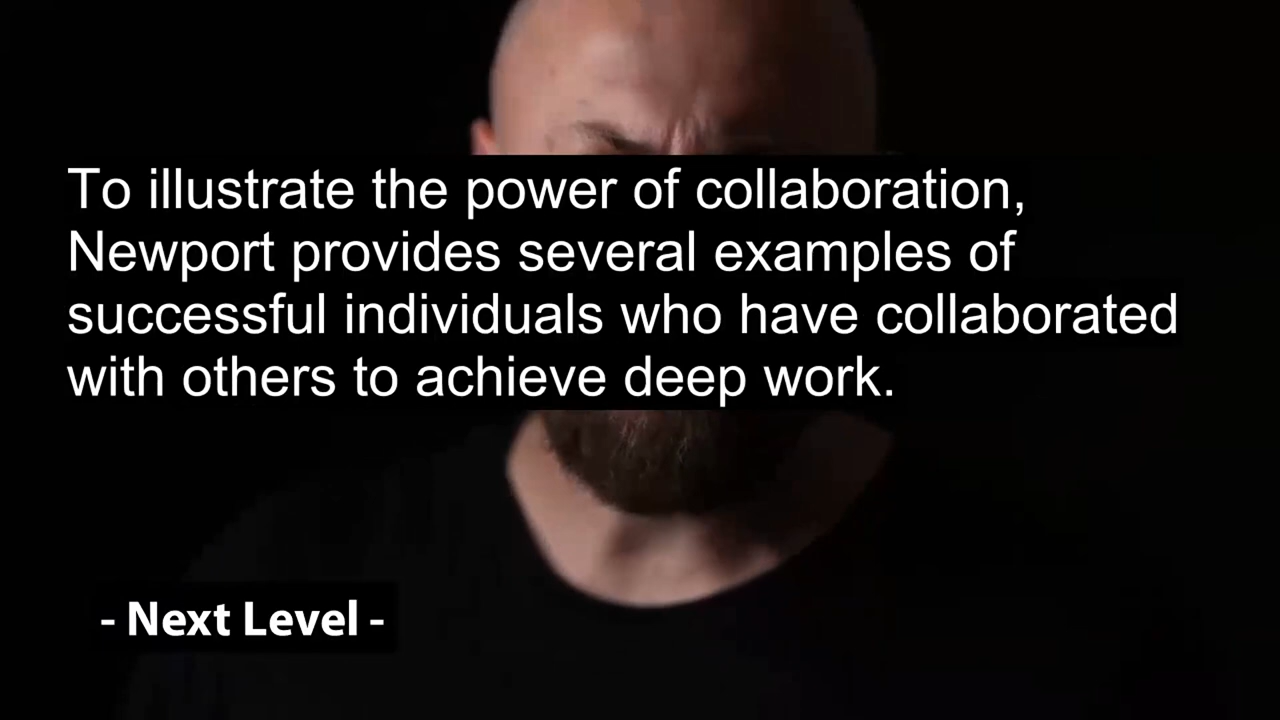 To illustrate the power of collaboration,
Newport provides several examples of
successful individuals who have collaborated
with others to achieve deep work.
- Next Level -